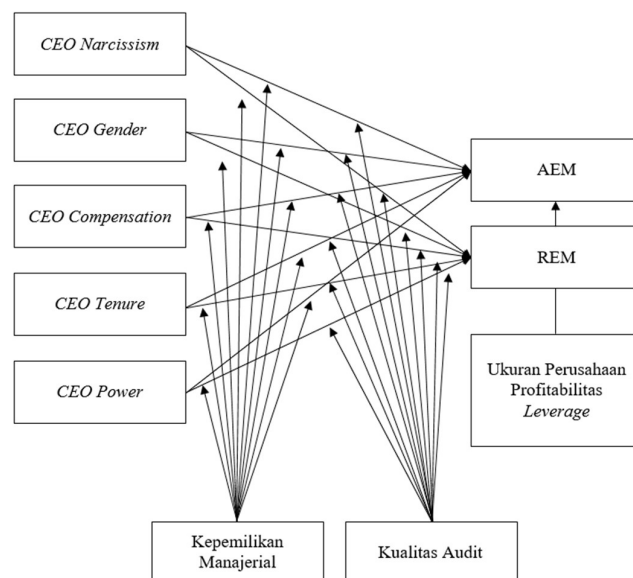 CEO Narcissism
CEO Gender
CEO Compensation
CEO Tenure
CEO Power
AEM
REM
Ukuran Perusahaan
Profitabilitas
Leverage
Kepemilikan
Manajerial
Kualitas Audit